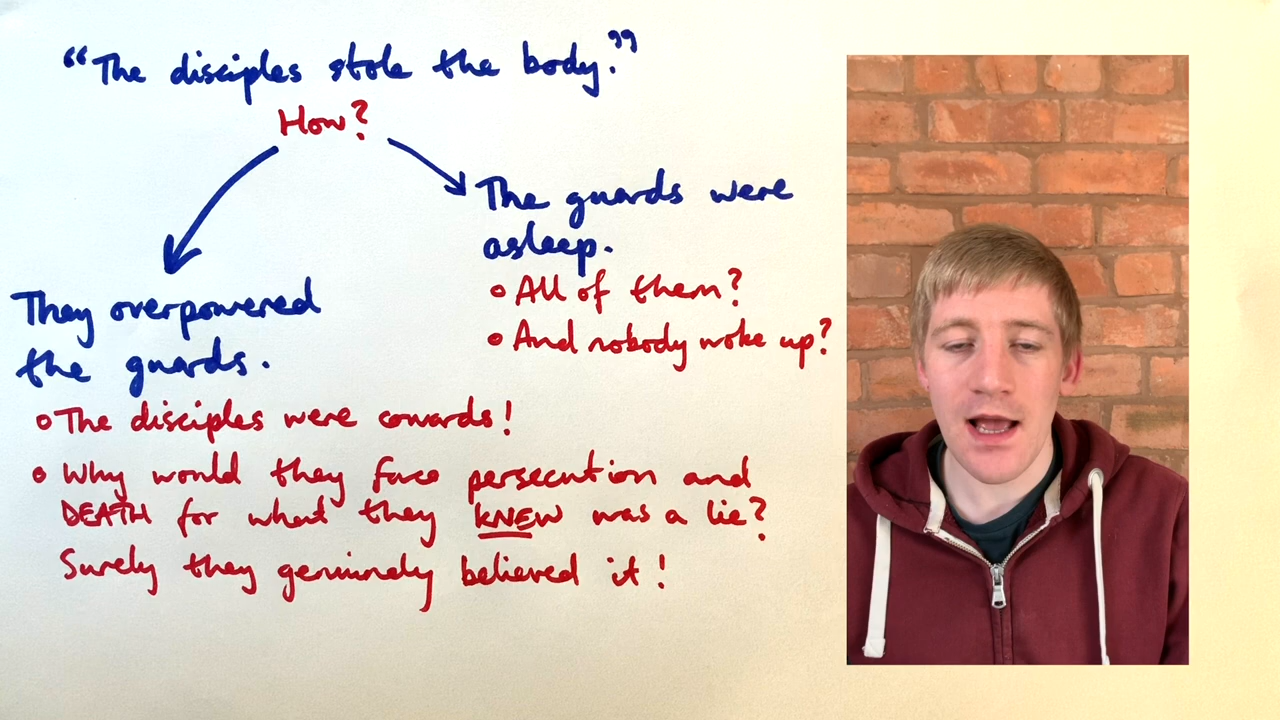 “The disciples stole the body.”
How?
The guards were
asleep.
• All of them?
• And nobody woke up?
They overpowered
the guards.
• The disciples were cowards!
• Why would they face persecution and
DEATH for what they KNEW was a lie?
Surely they genuinely believed it!